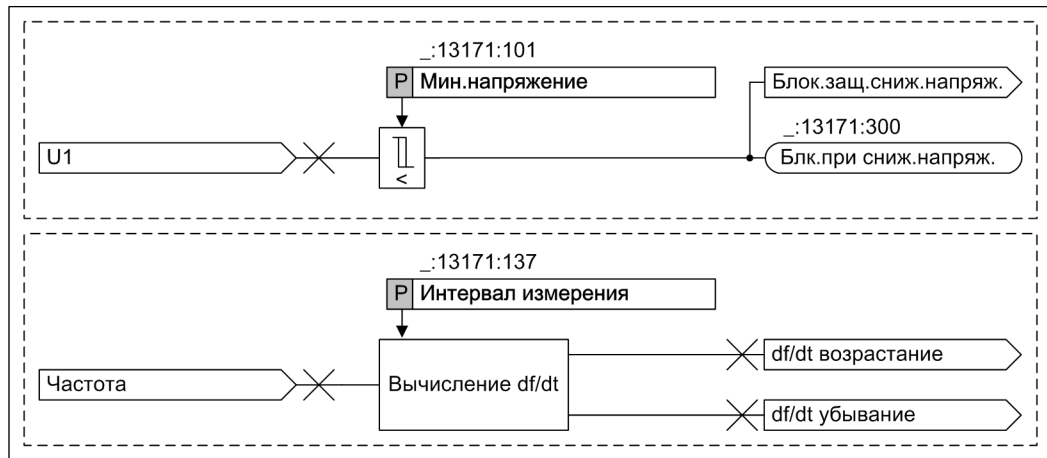 _:13171:101
P Мин.напряжение
Блок.защ.сниж.напряж.
_:13171:300
U1
Блк.при сниж.напряж.
<
_:13171:137
P Интервал измерения
df/dt возрастание
Частота
Вычисление df/dt
df/dt убывание